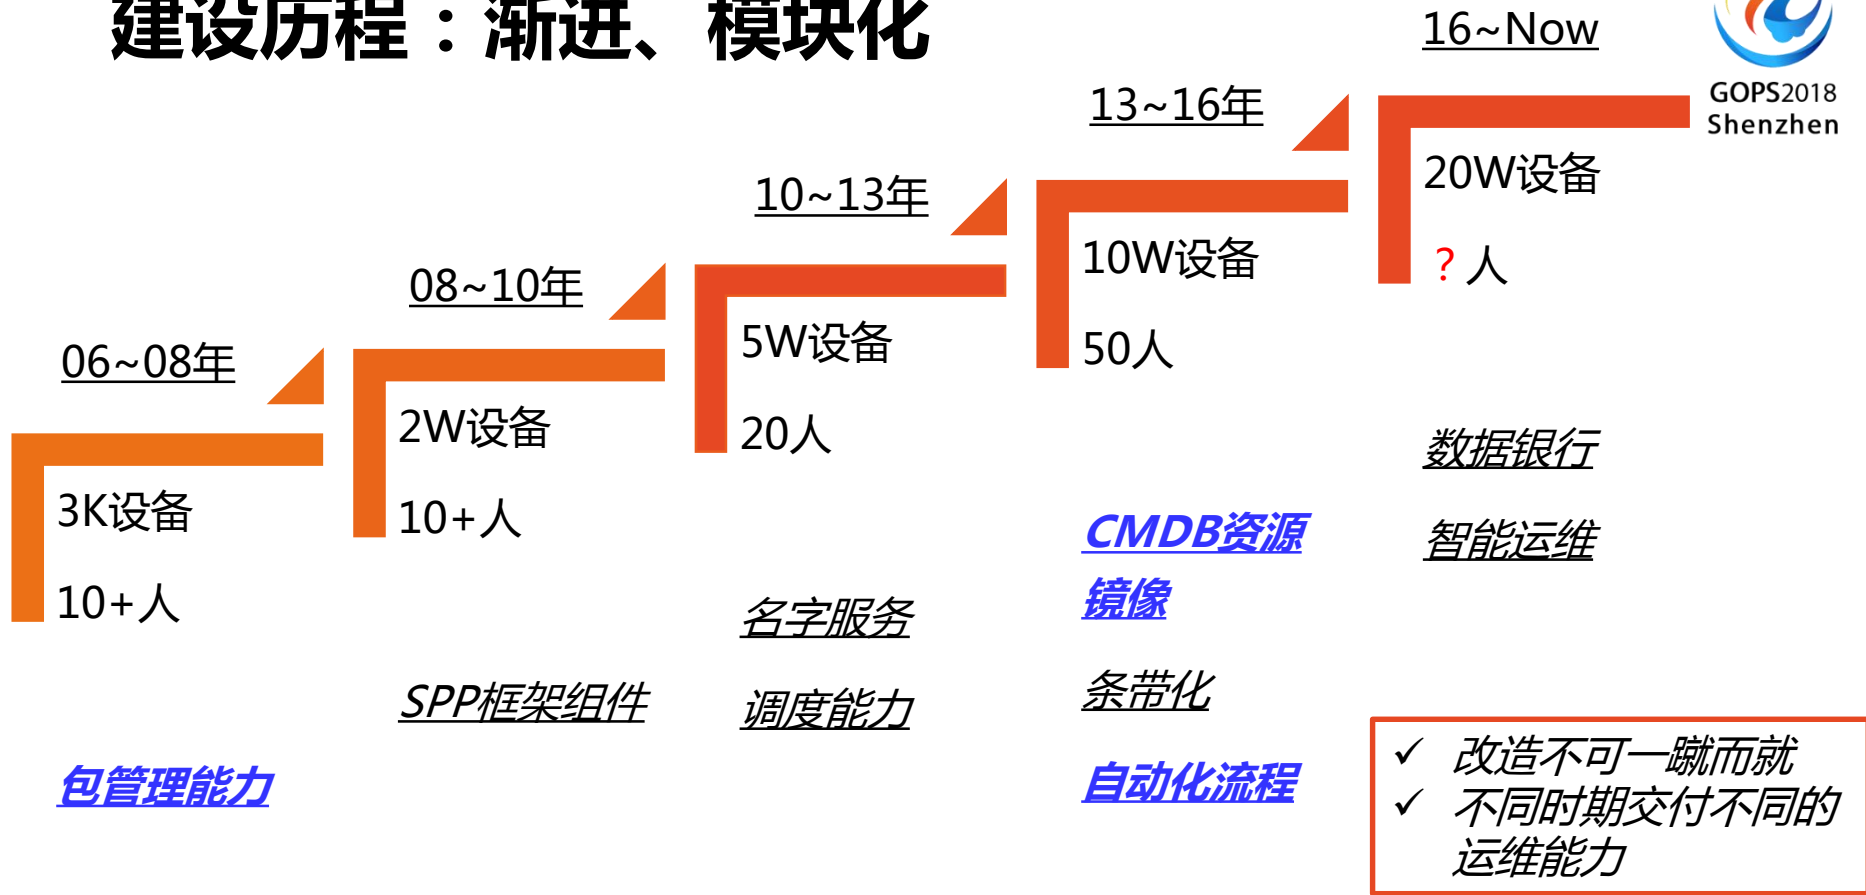 建设历程：渐进、模块化
GOPS2018
Shenzhen
06~08年
3K设备
10+人
包管理能力
08~10年
2W设备
10+人
SPP框架组件
10~13年
5W设备
20人
名字服务
调度能力
13~16年
10W设备
50人
CMDB资源
镜像
条带化
自动化流程
16~Now
20W设备
？人
数据银行
智能运维
✓ 改造不可一蹴而就
✓ 不同时期交付不同的
运维能力